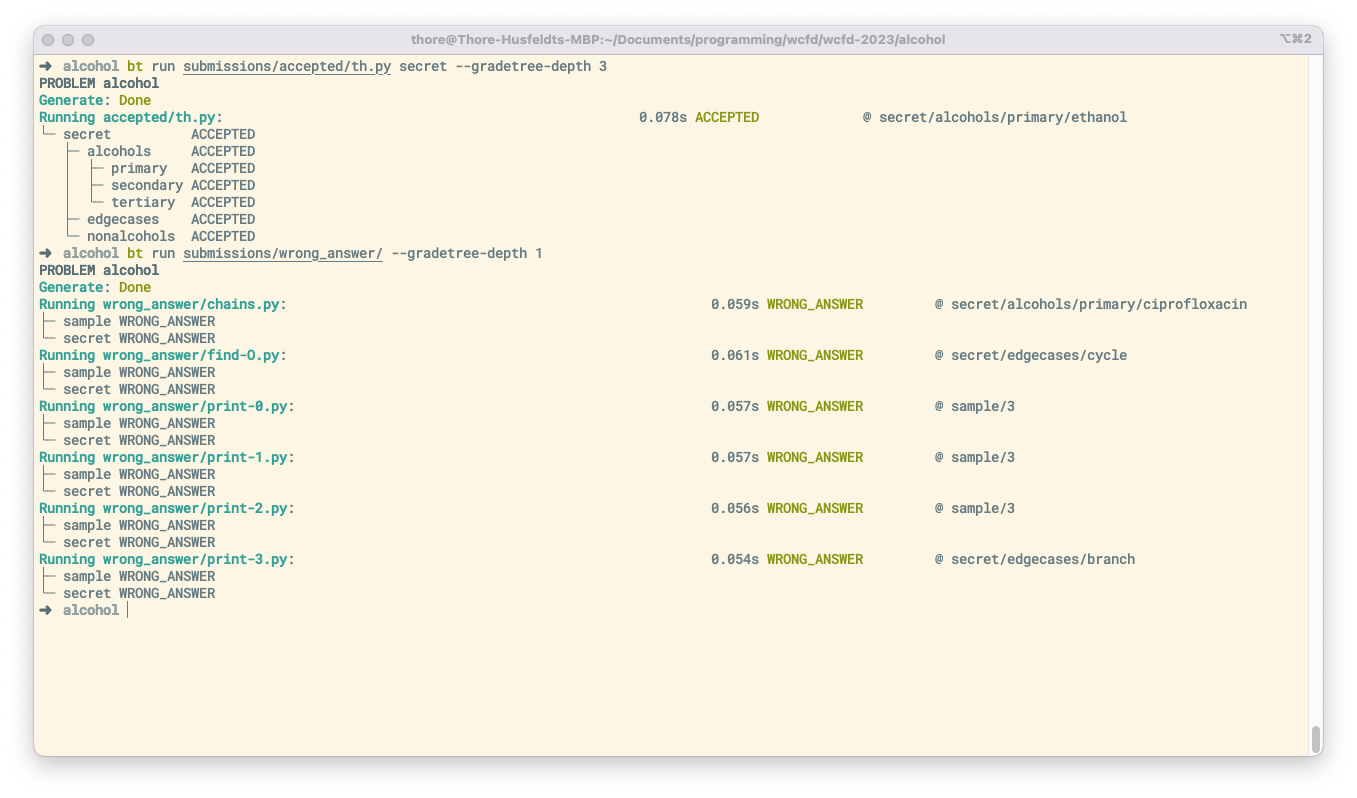 thore@Thore-Husfeldts-MBP:~/Documents/programming/wcfd/wcfd-2023/alcohol ⌥⌘2
➜ alcohol bt run submissions/accepted/th.py secret --gradetree-depth 3
PROBLEM alcohol
Generate: Done
Running accepted/th.py: 0.078s ACCEPTED @ secret/alcohols/primary/ethanol
└─ secret ACCEPTED
├─ alcohols ACCEPTED
│ ├─ primary ACCEPTED
│ ├─ secondary ACCEPTED
│ └─ tertiary ACCEPTED
├─ edgecases ACCEPTED
└─ nonalcohols ACCEPTED
➜ alcohol bt run submissions/wrong_answer/ --gradetree-depth 1
PROBLEM alcohol
Generate: Done
Running wrong_answer/chains.py: 0.059s WRONG_ANSWER @ secret/alcohols/primary/ciprofloxacin
├─ sample WRONG_ANSWER
└─ secret WRONG_ANSWER
Running wrong_answer/find-O.py: 0.061s WRONG_ANSWER @ secret/edgecases/cycle
├─ sample WRONG_ANSWER
└─ secret WRONG_ANSWER
Running wrong_answer/print-0.py: 0.057s WRONG_ANSWER @ sample/3
├─ sample WRONG_ANSWER
└─ secret WRONG_ANSWER
Running wrong_answer/print-1.py: 0.057s WRONG_ANSWER @ sample/3
├─ sample WRONG_ANSWER
└─ secret WRONG_ANSWER
Running wrong_answer/print-2.py: 0.056s WRONG_ANSWER @ sample/3
├─ sample WRONG_ANSWER
└─ secret WRONG_ANSWER
Running wrong_answer/print-3.py: 0.054s WRONG_ANSWER @ secret/edgecases/branch
├─ sample WRONG_ANSWER
└─ secret WRONG_ANSWER
➜ alcohol